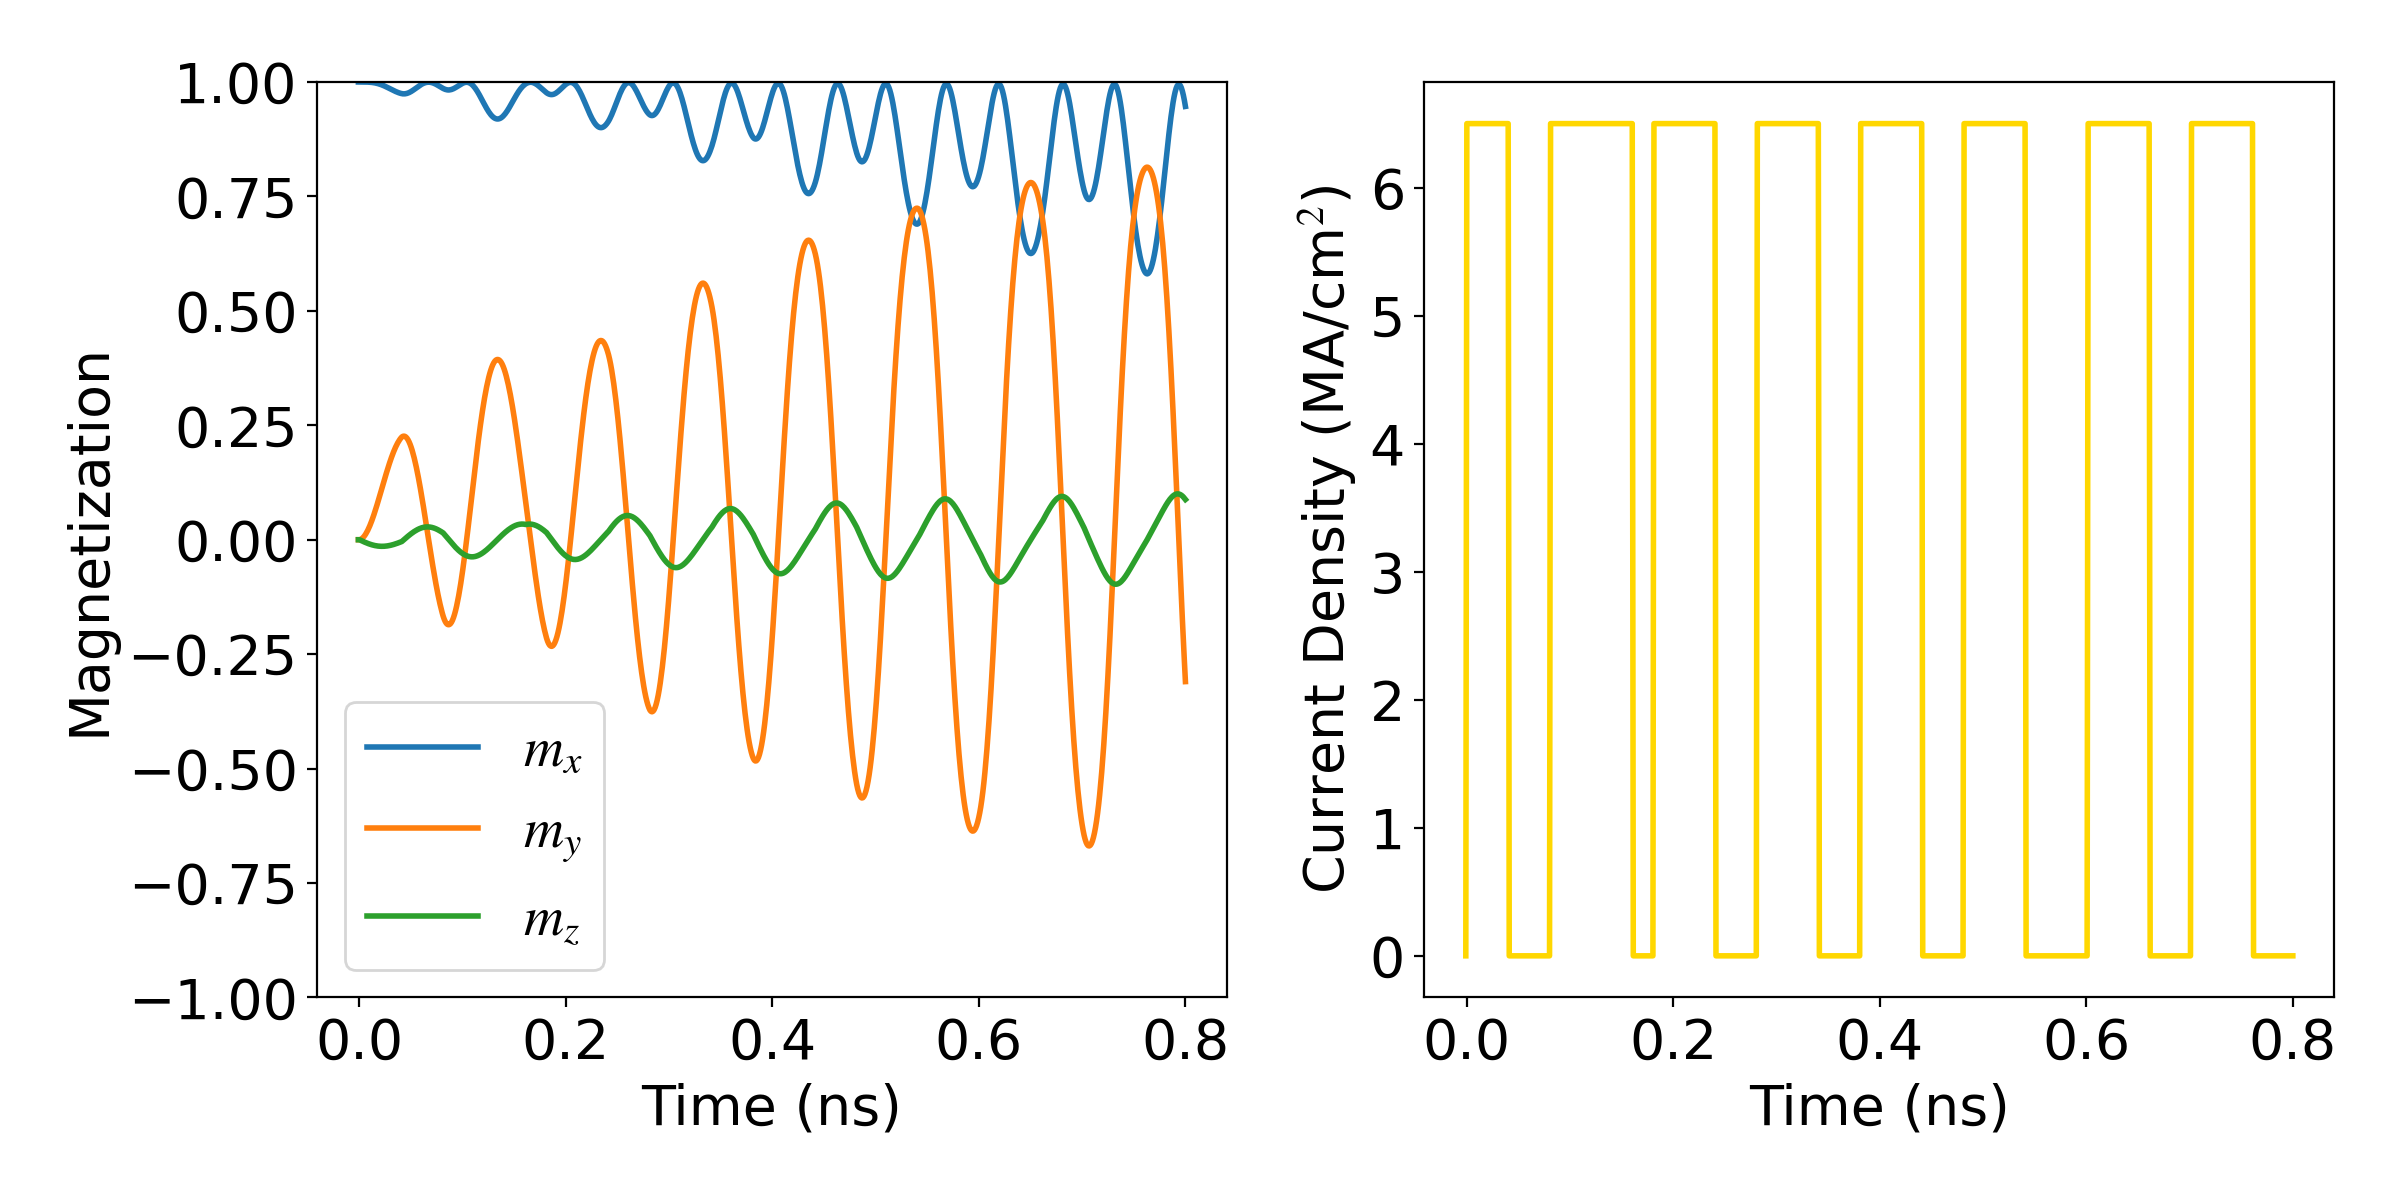 1.00
0.75
0.50
0.25
0.00
−0.25
−0.50
−0.75
−1.00
Magnetization
m_x
m_y
m_z
0.0 0.2 0.4 0.6 0.8
Time (ns)
6
5
4
3
2
1
0
Current Density (MA/cm²)
0.0 0.2 0.4 0.6 0.8
Time (ns)